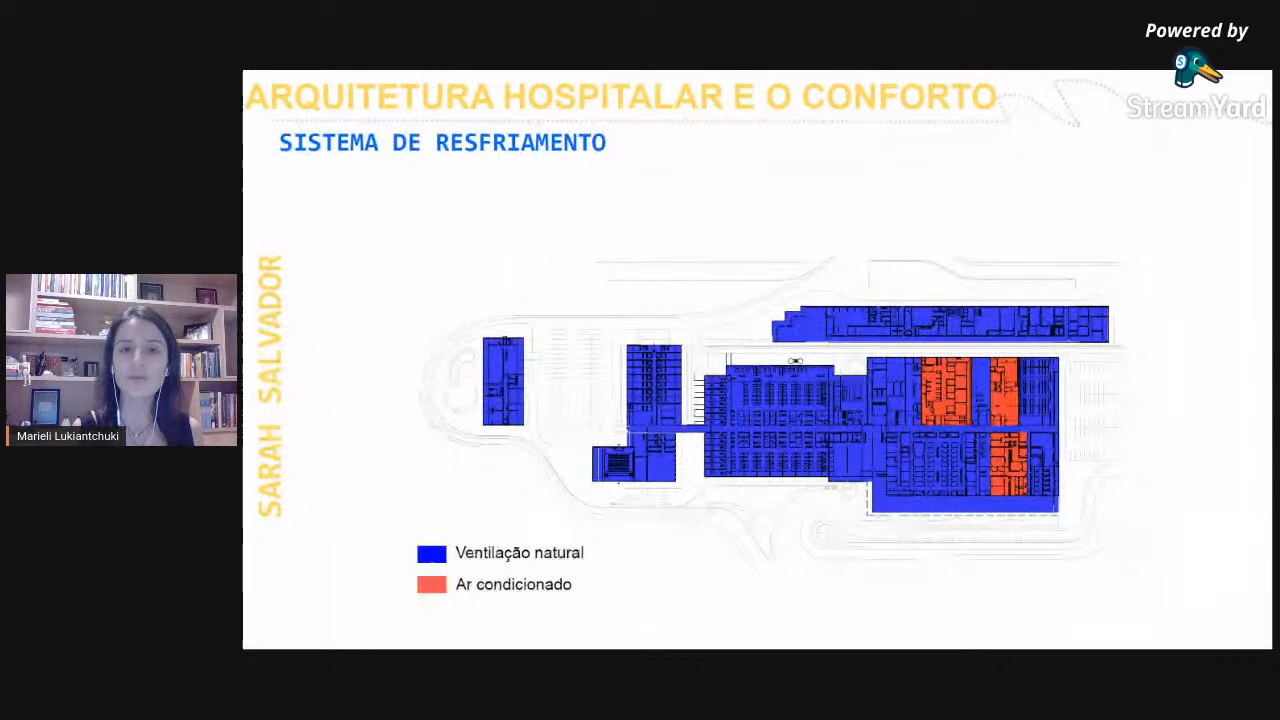 Powered by
StreamYard
ARQUITETURA HOSPITALAR E O CONFORTO
SISTEMA DE RESFRIAMENTO
SARAH SALVADOR
Marieli Lukiantchuki
Ventilação natural
Ar condicionado